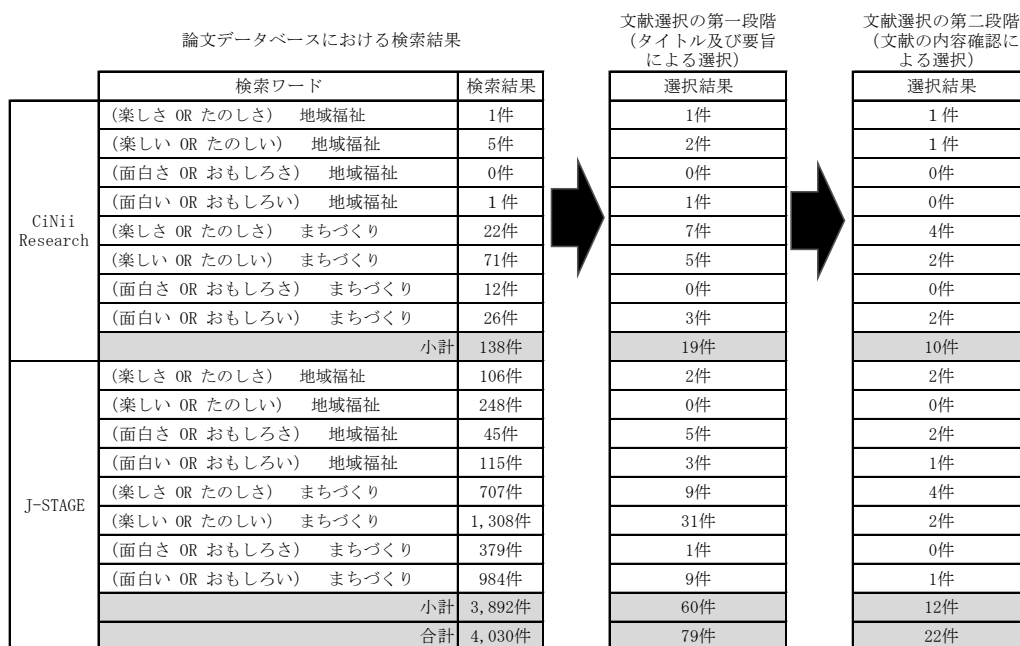 論文データベースにおける検索結果
文献選択の第一段階
(タイトル及び要旨
による選択)
文献選択の第二段階
(文献の内容確認に
よる選択)
検索ワード 検索結果 選択結果 選択結果
CiNii
Research
(楽しさ OR たのしさ) 地域福祉 1件 1件 1件
(楽しい OR たのしい) 地域福祉 5件 2件 1件
(面白さ OR おもしろさ) 地域福祉 0件 0件 0件
(面白い OR おもしろい) 地域福祉 1件 1件 0件
(楽しさ OR たのしさ) まちづくり 22件 7件 4件
(楽しい OR たのしい) まちづくり 71件 5件 2件
(面白さ OR おもしろさ) まちづくり 12件 0件 0件
(面白い OR おもしろい) まちづくり 26件 3件 2件
小計 138件 19件 10件
J-STAGE
(楽しさ OR たのしさ) 地域福祉 106件 2件 2件
(楽しい OR たのしい) 地域福祉 248件 0件 0件
(面白さ OR おもしろさ) 地域福祉 45件 5件 2件
(面白い OR おもしろい) 地域福祉 115件 3件 1件
(楽しさ OR たのしさ) まちづくり 707件 9件 4件
(楽しい OR たのしい) まちづくり 1,308件 31件 2件
(面白さ OR おもしろさ) まちづくり 379件 1件 0件
(面白い OR おもしろい) まちづくり 984件 9件 1件
小計 3,892件 60件 12件
合計 4,030件 79件 22件